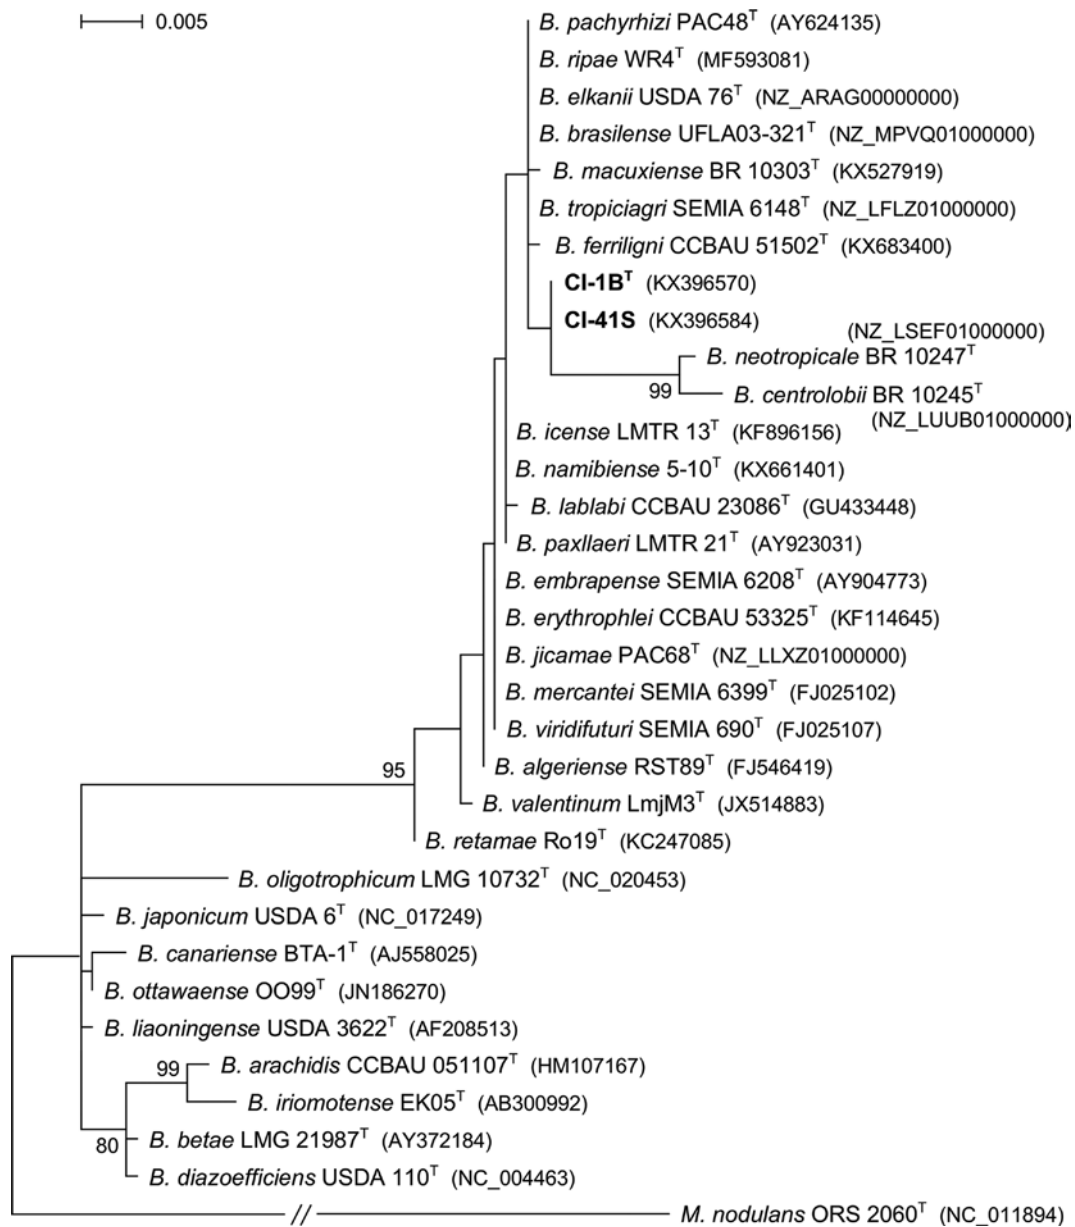 0.005
B. pachyrhizi PAC48ᵀ (AY624135)
B. ripae WR4ᵀ (MF593081)
B. elkanii USDA 76ᵀ (NZ_ARAG00000000)
B. brasilense UFLA03-321ᵀ (NZ_MPVQ01000000)
B. macuxiense BR 10303ᵀ (KX527919)
B. tropiciagri SEMIA 6148ᵀ (NZ_LFLZ01000000)
B. ferriligni CCBAU 51502ᵀ (KX683400)
CI-1Bᵀ (KX396570)
CI-41S (KX396584)
(NZ_LSEF01000000)
B. neotropicale BR 10247ᵀ
99
B. centrolobii BR 10245ᵀ
(NZ_LUUB01000000)
B. icense LMTR 13ᵀ (KF896156)
B. namibiense 5-10ᵀ (KX661401)
B. lablabi CCBAU 23086ᵀ (GU433448)
B. paxllaeri LMTR 21ᵀ (AY923031)
B. embrapense SEMIA 6208ᵀ (AY904773)
B. erythrophlei CCBAU 53325ᵀ (KF114645)
B. jicamae PAC68ᵀ (NZ_LLXZ01000000)
B. mercantei SEMIA 6399ᵀ (FJ025102)
B. viridifuturi SEMIA 690ᵀ (FJ025107)
95
B. algeriense RST89ᵀ (FJ546419)
B. valentinum LmjM3ᵀ (JX514883)
B. retamae Ro19ᵀ (KC247085)
B. oligotrophicum LMG 10732ᵀ (NC_020453)
B. japonicum USDA 6ᵀ (NC_017249)
B. canariense BTA-1ᵀ (AJ558025)
B. ottawaense OO99ᵀ (JN186270)
B. liaoningense USDA 3622ᵀ (AF208513)
99
B. arachidis CCBAU 051107ᵀ (HM107167)
B. iriomotense EK05ᵀ (AB300992)
80
B. betae LMG 21987ᵀ (AY372184)
B. diazoefficiens USDA 110ᵀ (NC_004463)
//
M. nodulans ORS 2060ᵀ (NC_011894)